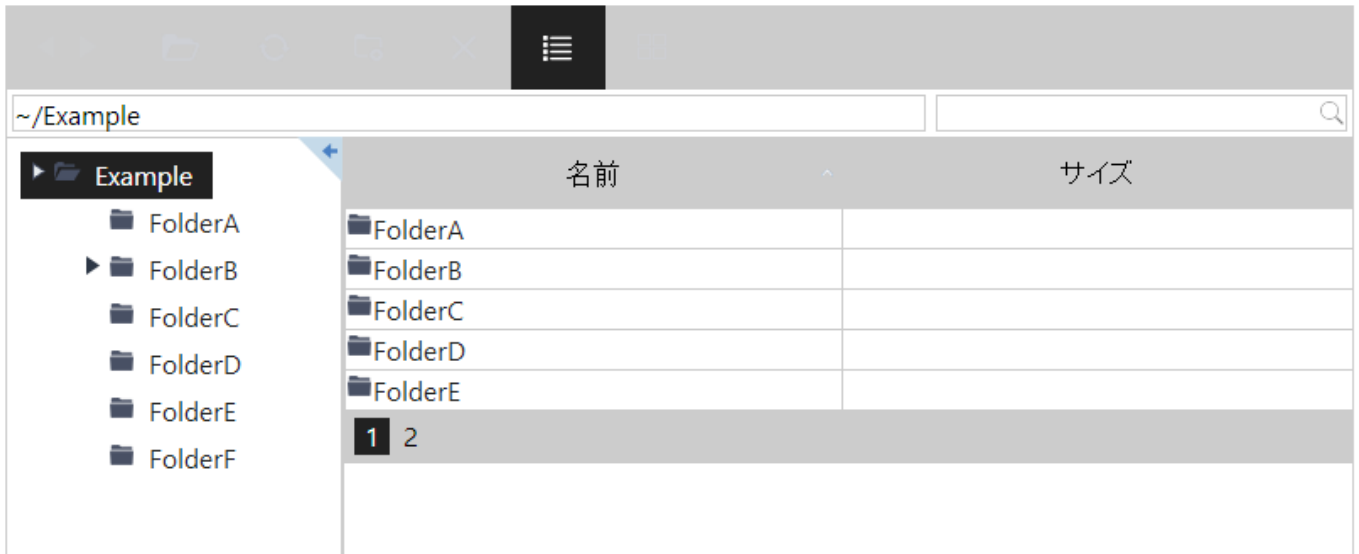 ~/Example
Example
FolderA
FolderB
FolderC
FolderD
FolderE
FolderF
名前 サイズ
FolderA
FolderB
FolderC
FolderD
FolderE
1 2